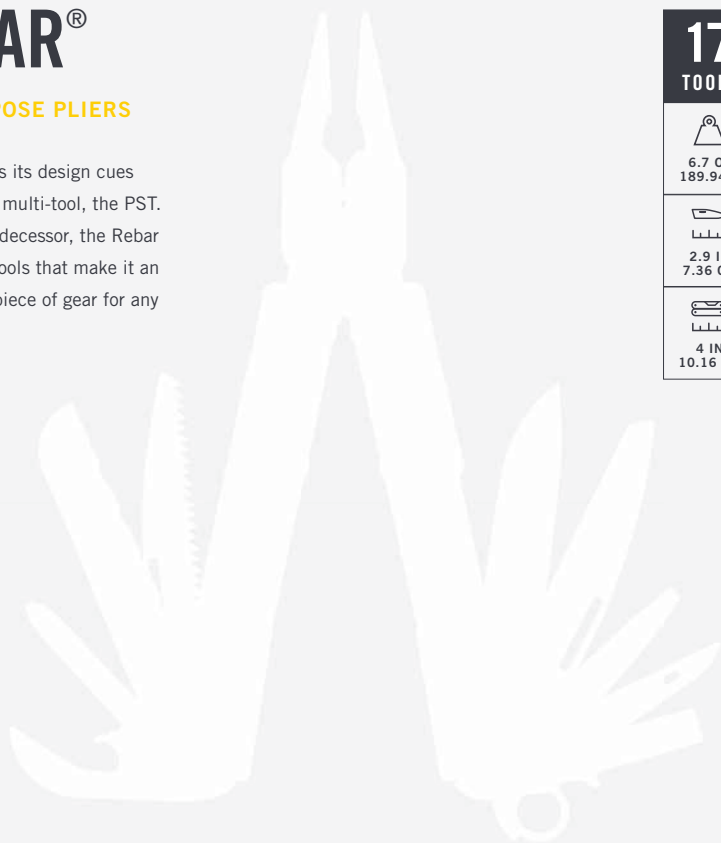 AR®
OSE PLIERS
s its design cues
multi-tool, the PST.
decessor, the Rebar
ools that make it an
piece of gear for any
17
TOO
6.7 O
189.94
2.9 I
7.36
4 IN
10.16